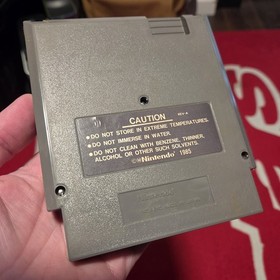 CAUTION
REV-A
●DO NOT STORE IN EXTREME TEMPERATURES.
●DO NOT IMMERSE IN WATER.
●DO NOT CLEAN WITH BENZENE, THINNER,
ALCOHOL OR OTHER SUCH SOLVENTS.
©Nintendo® 1985